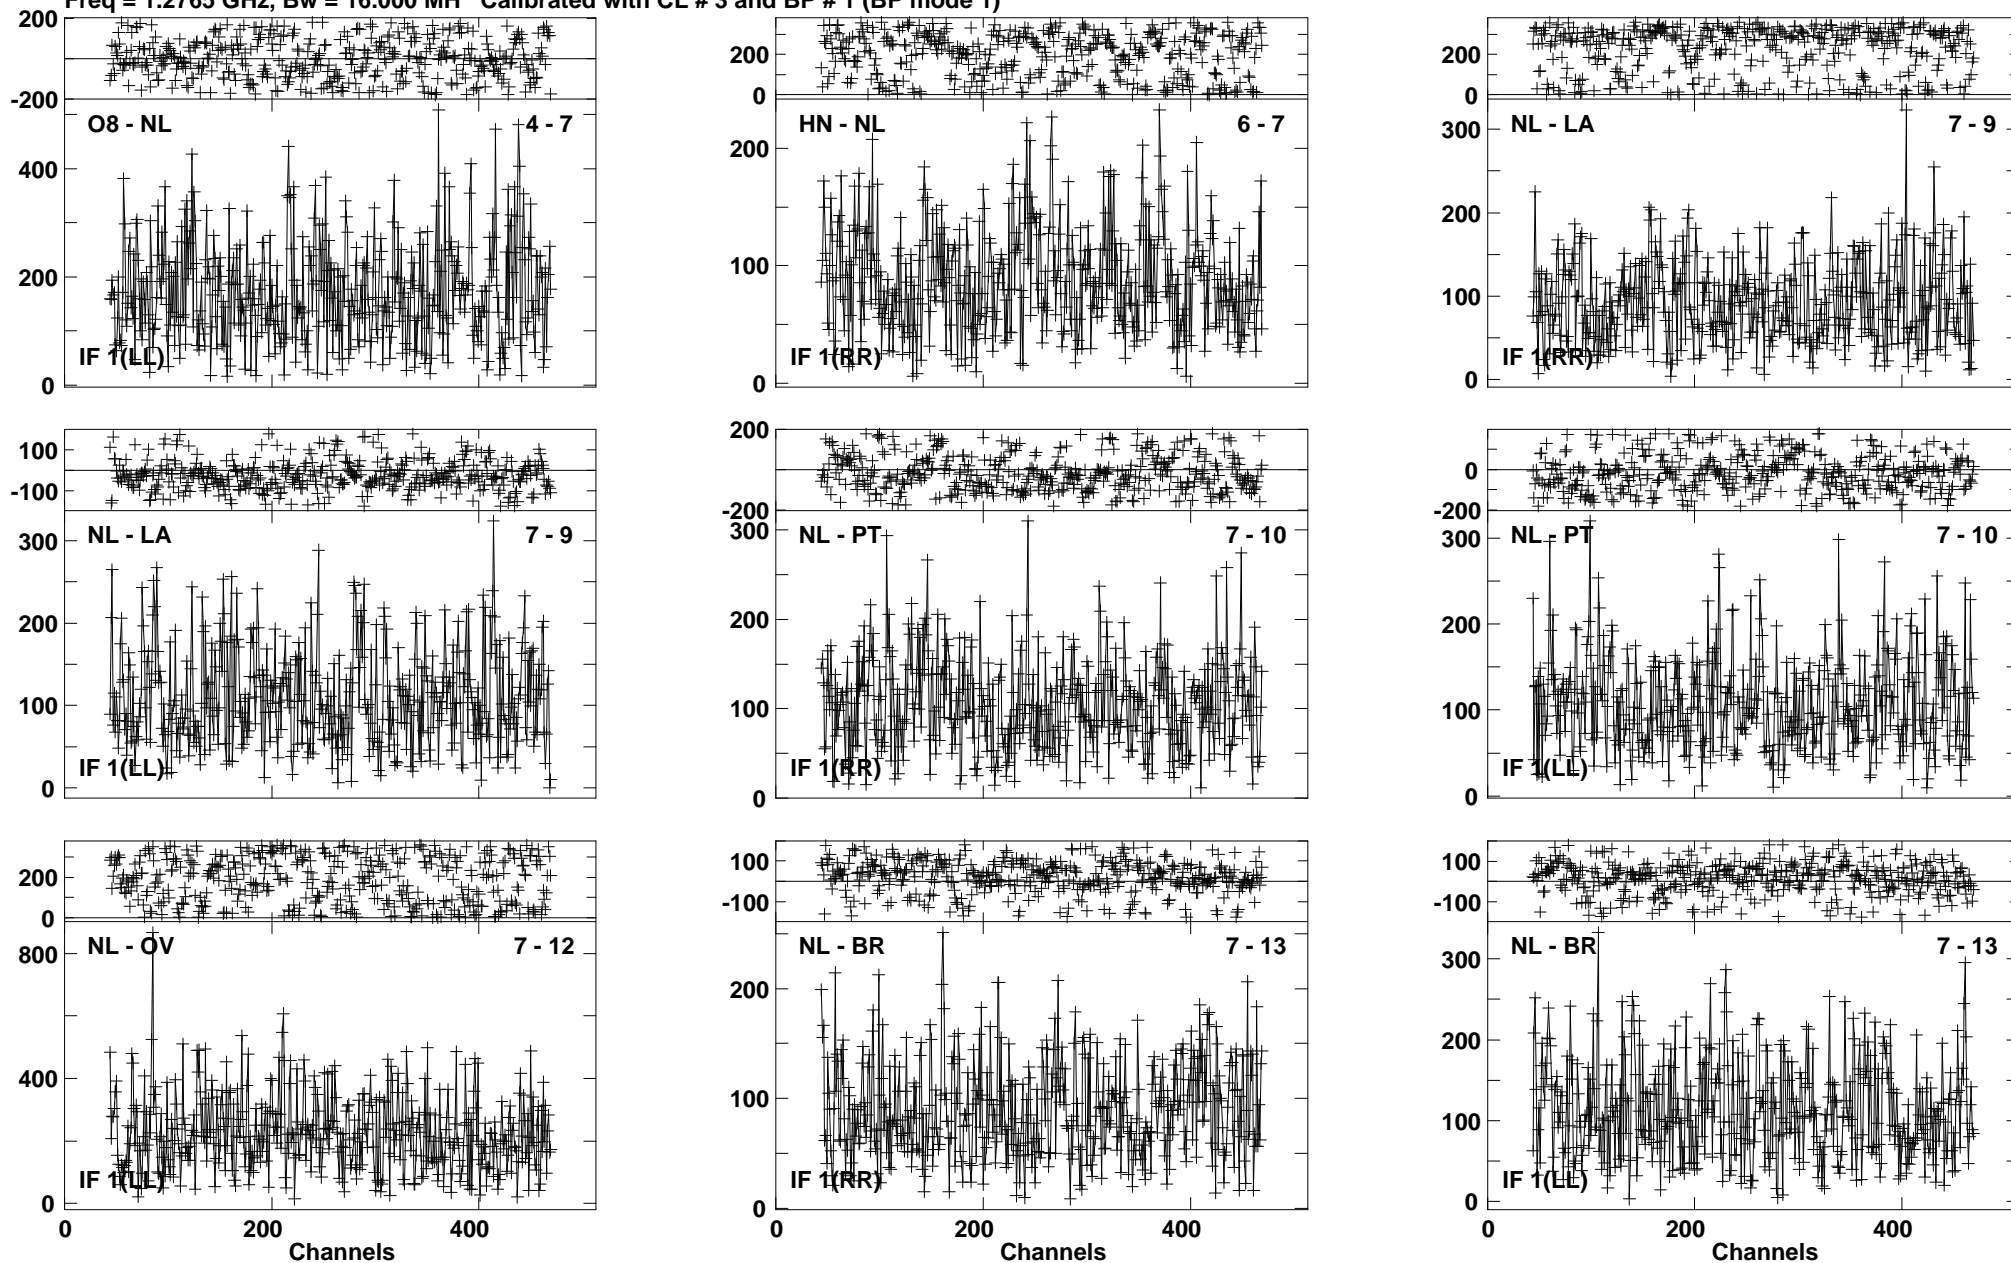 Freq = 1.2765 GHz, Bw = 16.000 MH Calibrated with CL # 3 and BP # 1 (BP mode 1)
200
-200
O8 - NL 4 - 7
400
200
0
IF 1(LL)
200
0
HN - NL 6 - 7
200
100
0
IF 1(RR)
200
0
NL - LA 7 - 9
300
200
100
0
IF 1(RR)
100
-100
NL - LA 7 - 9
300
200
100
0
IF 1(LL)
200
-200
NL - PT 7 - 10
300
200
100
0
IF 1(RR)
0
-200
NL - PT 7 - 10
300
200
100
0
IF 1(LL)
200
0
NL - OV 7 - 12
800
400
0
IF 1(LL)
0 200 400
Channels
100
-100
NL - BR 7 - 13
200
100
0
IF 1(RR)
0 200 400
Channels
100
-100
NL - BR 7 - 13
300
200
100
0
IF 1(LL)
0 200 400
Channels